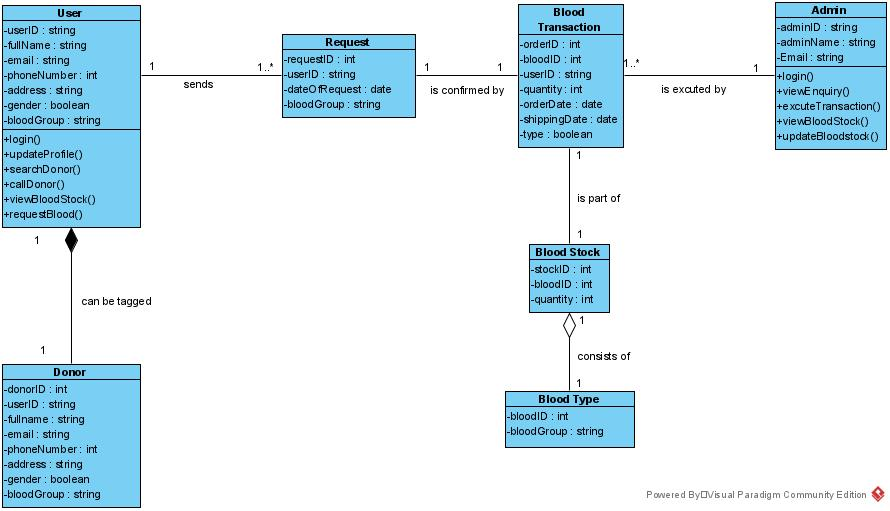 User
-userID : string
-fullName : string
-email : string
-phoneNumber : int
-address : string
-gender : boolean
-bloodGroup : string
+login()
+updateProfile()
+searchDonor()
+callDonor()
+viewBloodStock()
+requestBlood()
1
sends
1..*
Request
-requestID : int
-userID : string
-dateOfRequest : date
-bloodGroup : string
1
is confirmed by
1
Blood
Transaction
-orderID : int
-bloodID : int
-userID : string
-quantity : int
-orderDate : date
-shippingDate : date
-type : boolean
1..*
is excuted by
1
Admin
-adminID : string
-adminName : string
-Email : string
+login()
+viewEnquiry()
+excuteTransaction()
+viewBloodStock()
+updateBloodstock()
1
is part of
1
Blood Stock
-stockID : int
-bloodID : int
-quantity : int
1
consists of
1
Blood Type
-bloodID : int
-bloodGroup : string
1
can be tagged
1
Donor
-donorID : int
-userID : string
-fullname : string
-email : string
-phoneNumber : int
-address : string
-gender : boolean
-bloodGroup : string
Powered By□Visual Paradigm Community Edition